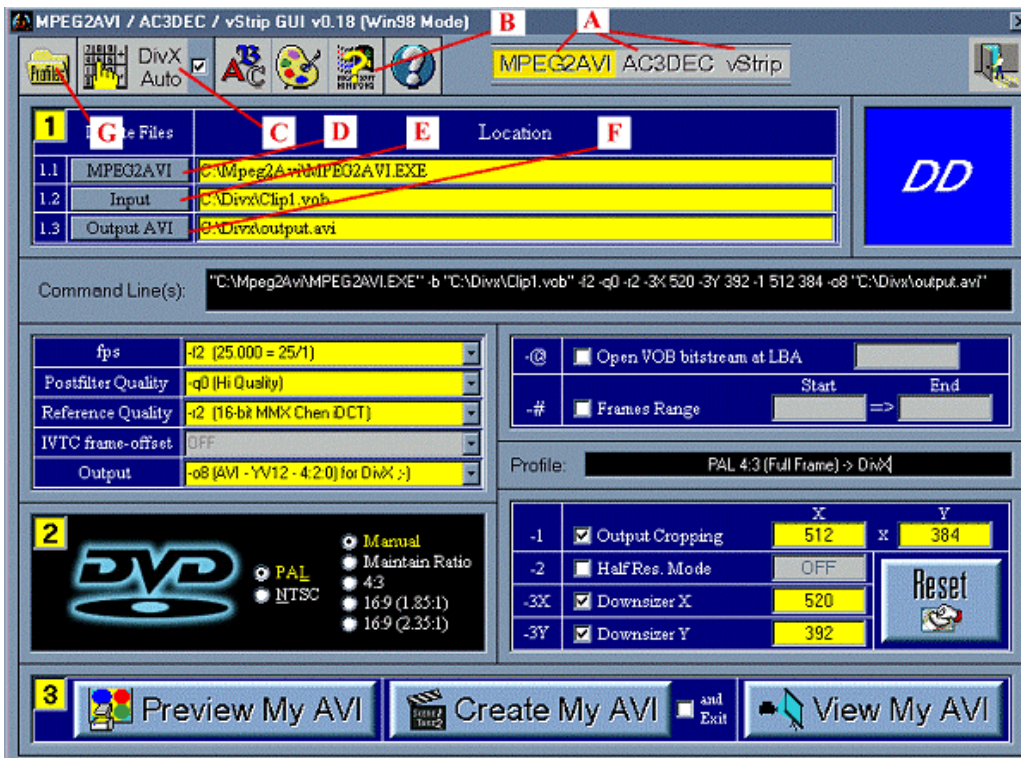 MPEG2AVI / AC3DEC / vStrip GUI v0.18 (Win98 Mode)
B
A
Profiles
DivX
Auto
MPEG2AVI AC3DEC vStrip
1
Files
Location
G
C
D
E
F
1.1 MPEG2AVI C:\Mpeg2Avi\MPEG2AVI.EXE
1.2 Input C:\Divx\Clip1.vob
1.3 Output AVI C:\Divx\output.avi
DD
Command Line(s): "C:\Mpeg2Avi\MPEG2AVI.EXE" -b "C:\Divx\Clip1.vob" -f2 -q0 -r2 -3X 520 -3Y 392 -1 512 384 -o8 "C:\Divx\output.avi"
fps -f2 (25.000 = 25/1)
Postfilter Quality -q0 (Hi Quality)
Reference Quality -r2 (16-bit MMX Chen iDCT)
IVTC frame-offset OFF
Output -o8 (AVI - YV12 - 4:2:0) for DivX ;-)
-@ Open VOB bitstream at LBA
Start End
-# Frames Range =>
Profile: PAL 4:3 (Full Frame) -> DivX
2
DVD
PAL
NTSC
Manual
Maintain Ratio
4:3
16:9 (1.85:1)
16:9 (2.35:1)
X Y
-1 Output Cropping 512 x 384
-2 Half Res. Mode OFF
-3X Downsizer X 520
-3Y Downsizer Y 392
Reset
3
Preview My AVI
Create My AVI
and
Exit
View My AVI